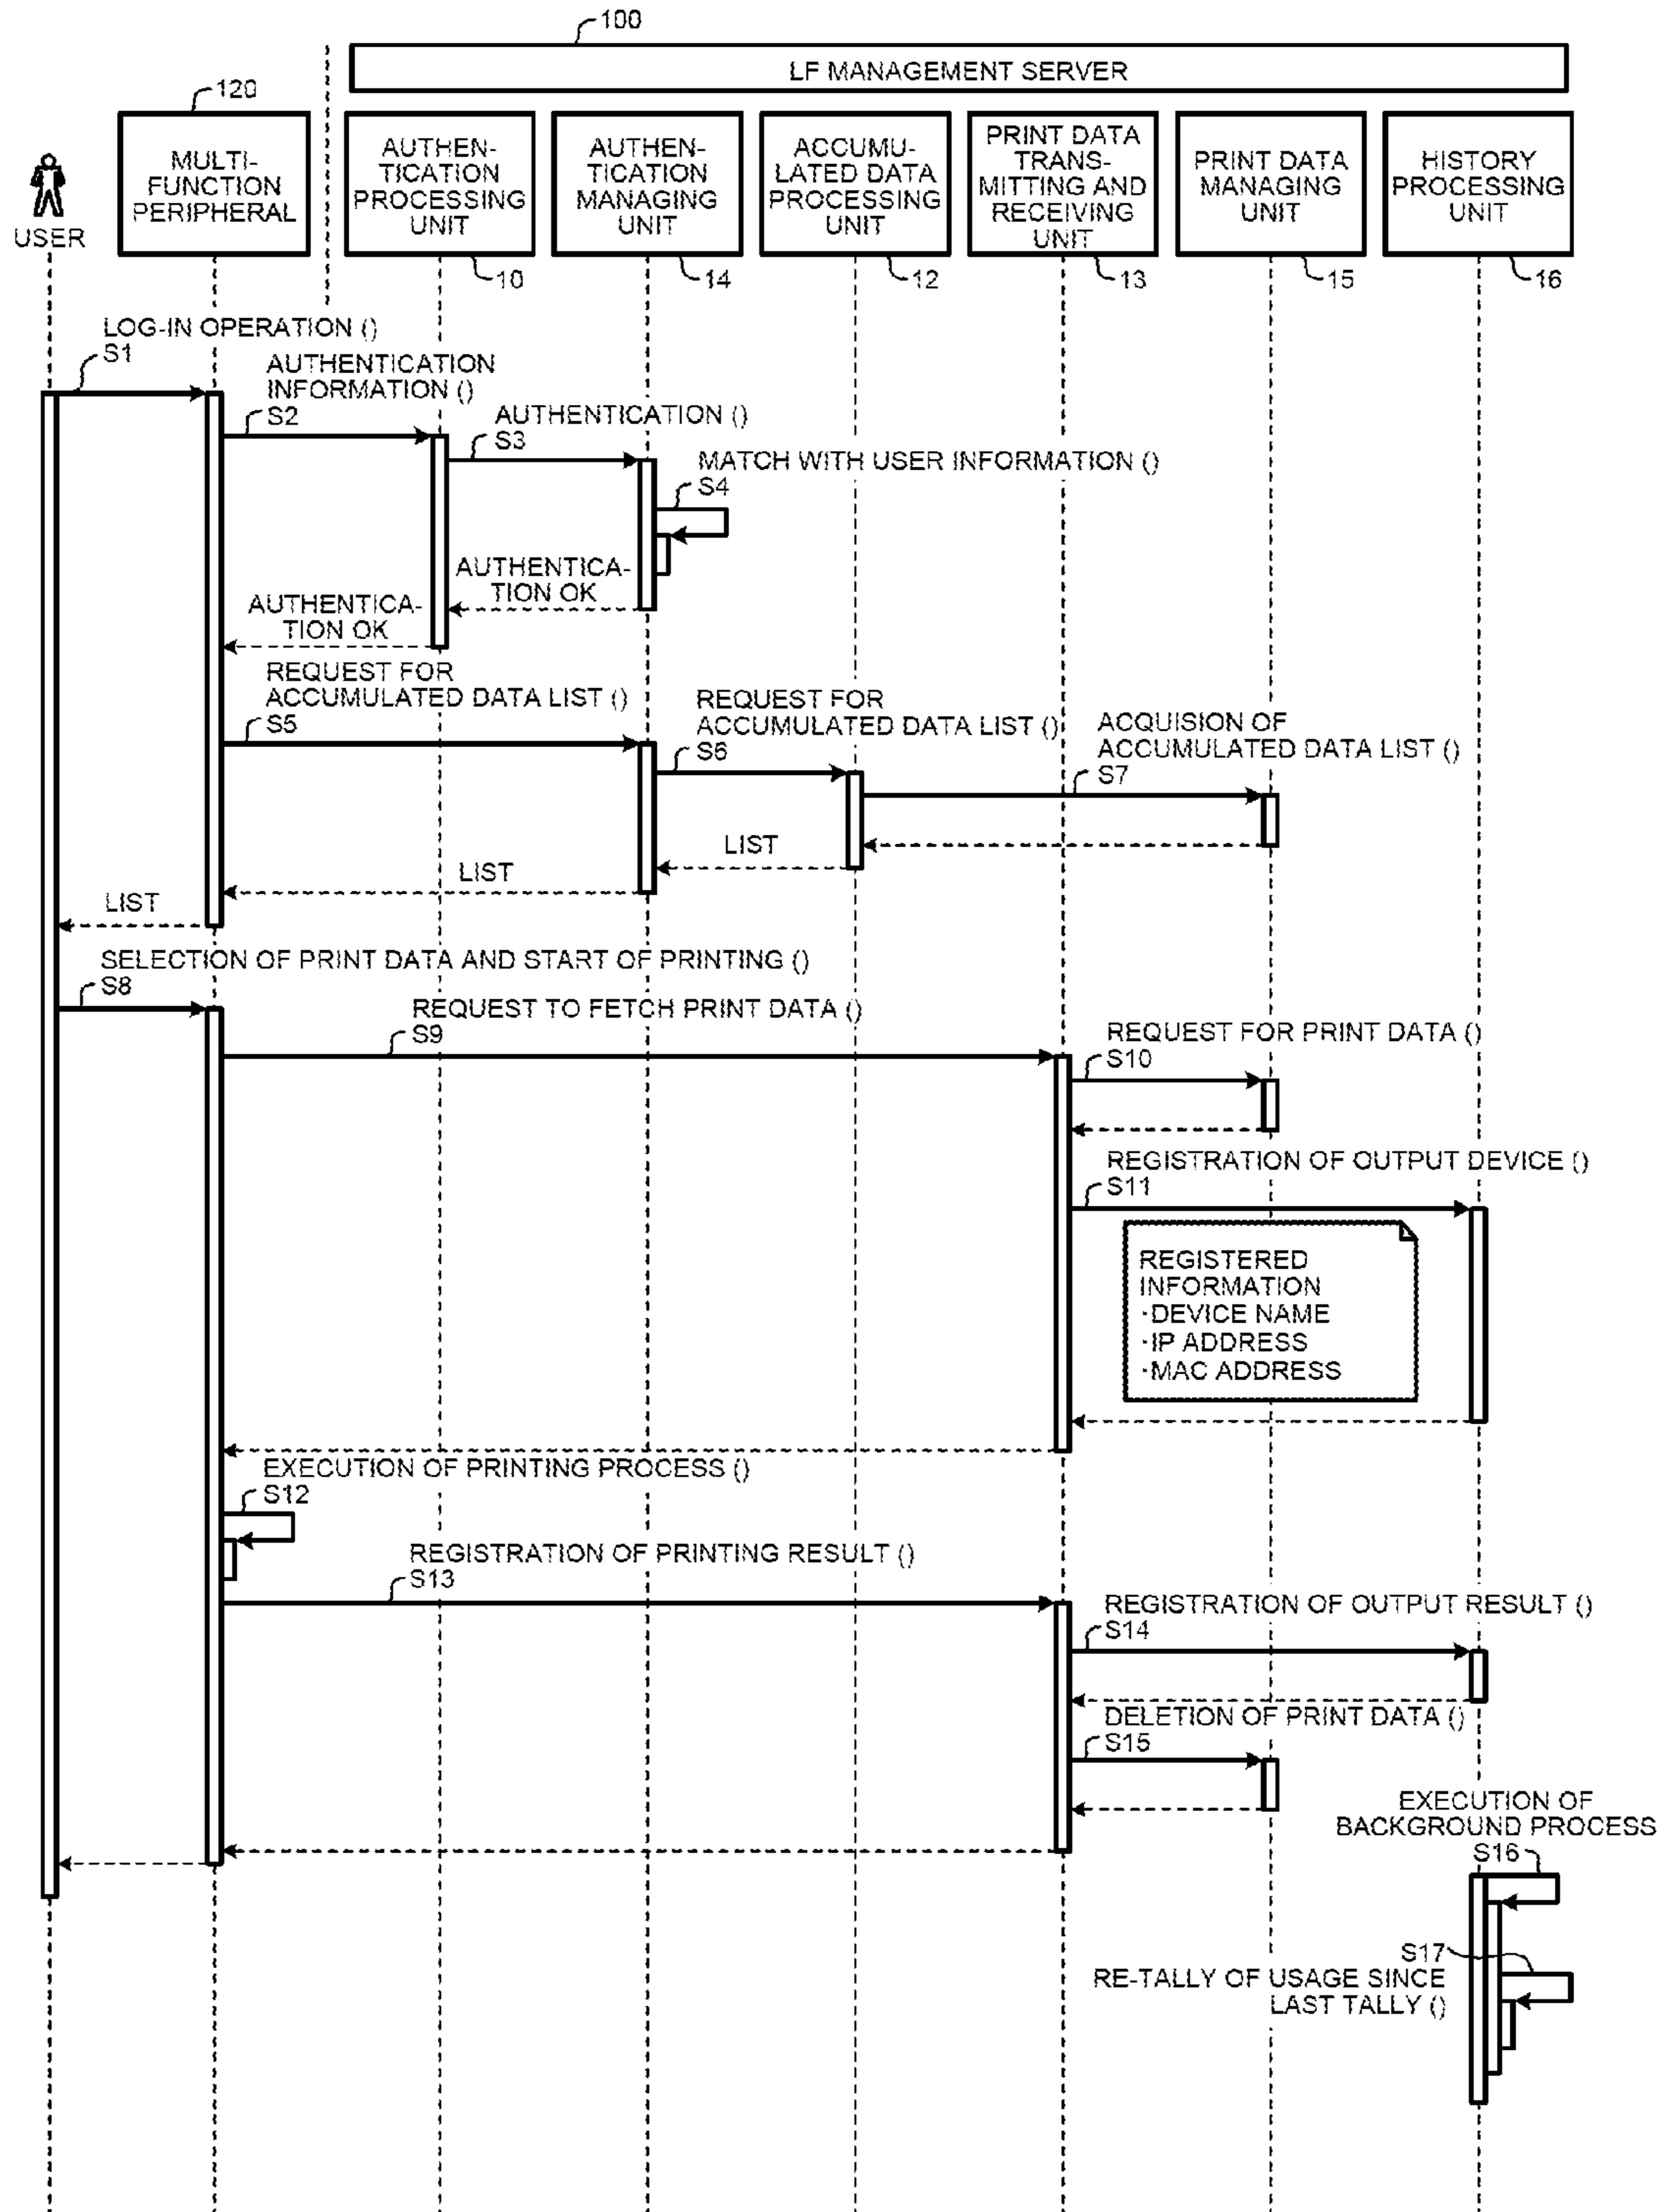 100
LF MANAGEMENT SERVER
120
MULTI-
FUNCTION
PERIPHERAL
AUTHEN-
TICATION
PROCESSING
UNIT
AUTHEN-
TICATION
MANAGING
UNIT
ACCUMU-
LATED DATA
PROCESSING
UNIT
PRINT DATA
TRANS-
MITTING AND
RECEIVING
UNIT
PRINT DATA
MANAGING
UNIT
HISTORY
PROCESSING
UNIT
USER
10
14
12
13
15
16
LOG-IN OPERATION ()
S1
AUTHENTICATION
INFORMATION ()
S2
AUTHENTICATION ()
S3
MATCH WITH USER INFORMATION ()
S4
AUTHENTICA-
TION OK
AUTHENTICA-
TION OK
REQUEST FOR
ACCUMULATED DATA LIST ()
S5
REQUEST FOR
ACCUMULATED DATA LIST ()
S6
ACQUISION OF
ACCUMULATED DATA LIST ()
S7
LIST
LIST
LIST
SELECTION OF PRINT DATA AND START OF PRINTING ()
S8
REQUEST TO FETCH PRINT DATA ()
S9
REQUEST FOR PRINT DATA ()
S10
REGISTRATION OF OUTPUT DEVICE ()
S11
REGISTERED
INFORMATION
·DEVICE NAME
·IP ADDRESS
·MAC ADDRESS
EXECUTION OF PRINTING PROCESS ()
S12
REGISTRATION OF PRINTING RESULT ()
S13
REGISTRATION OF OUTPUT RESULT ()
S14
DELETION OF PRINT DATA ()
S15
EXECUTION OF
BACKGROUND PROCESS
S16
S17
RE-TALLY OF USAGE SINCE
LAST TALLY ()